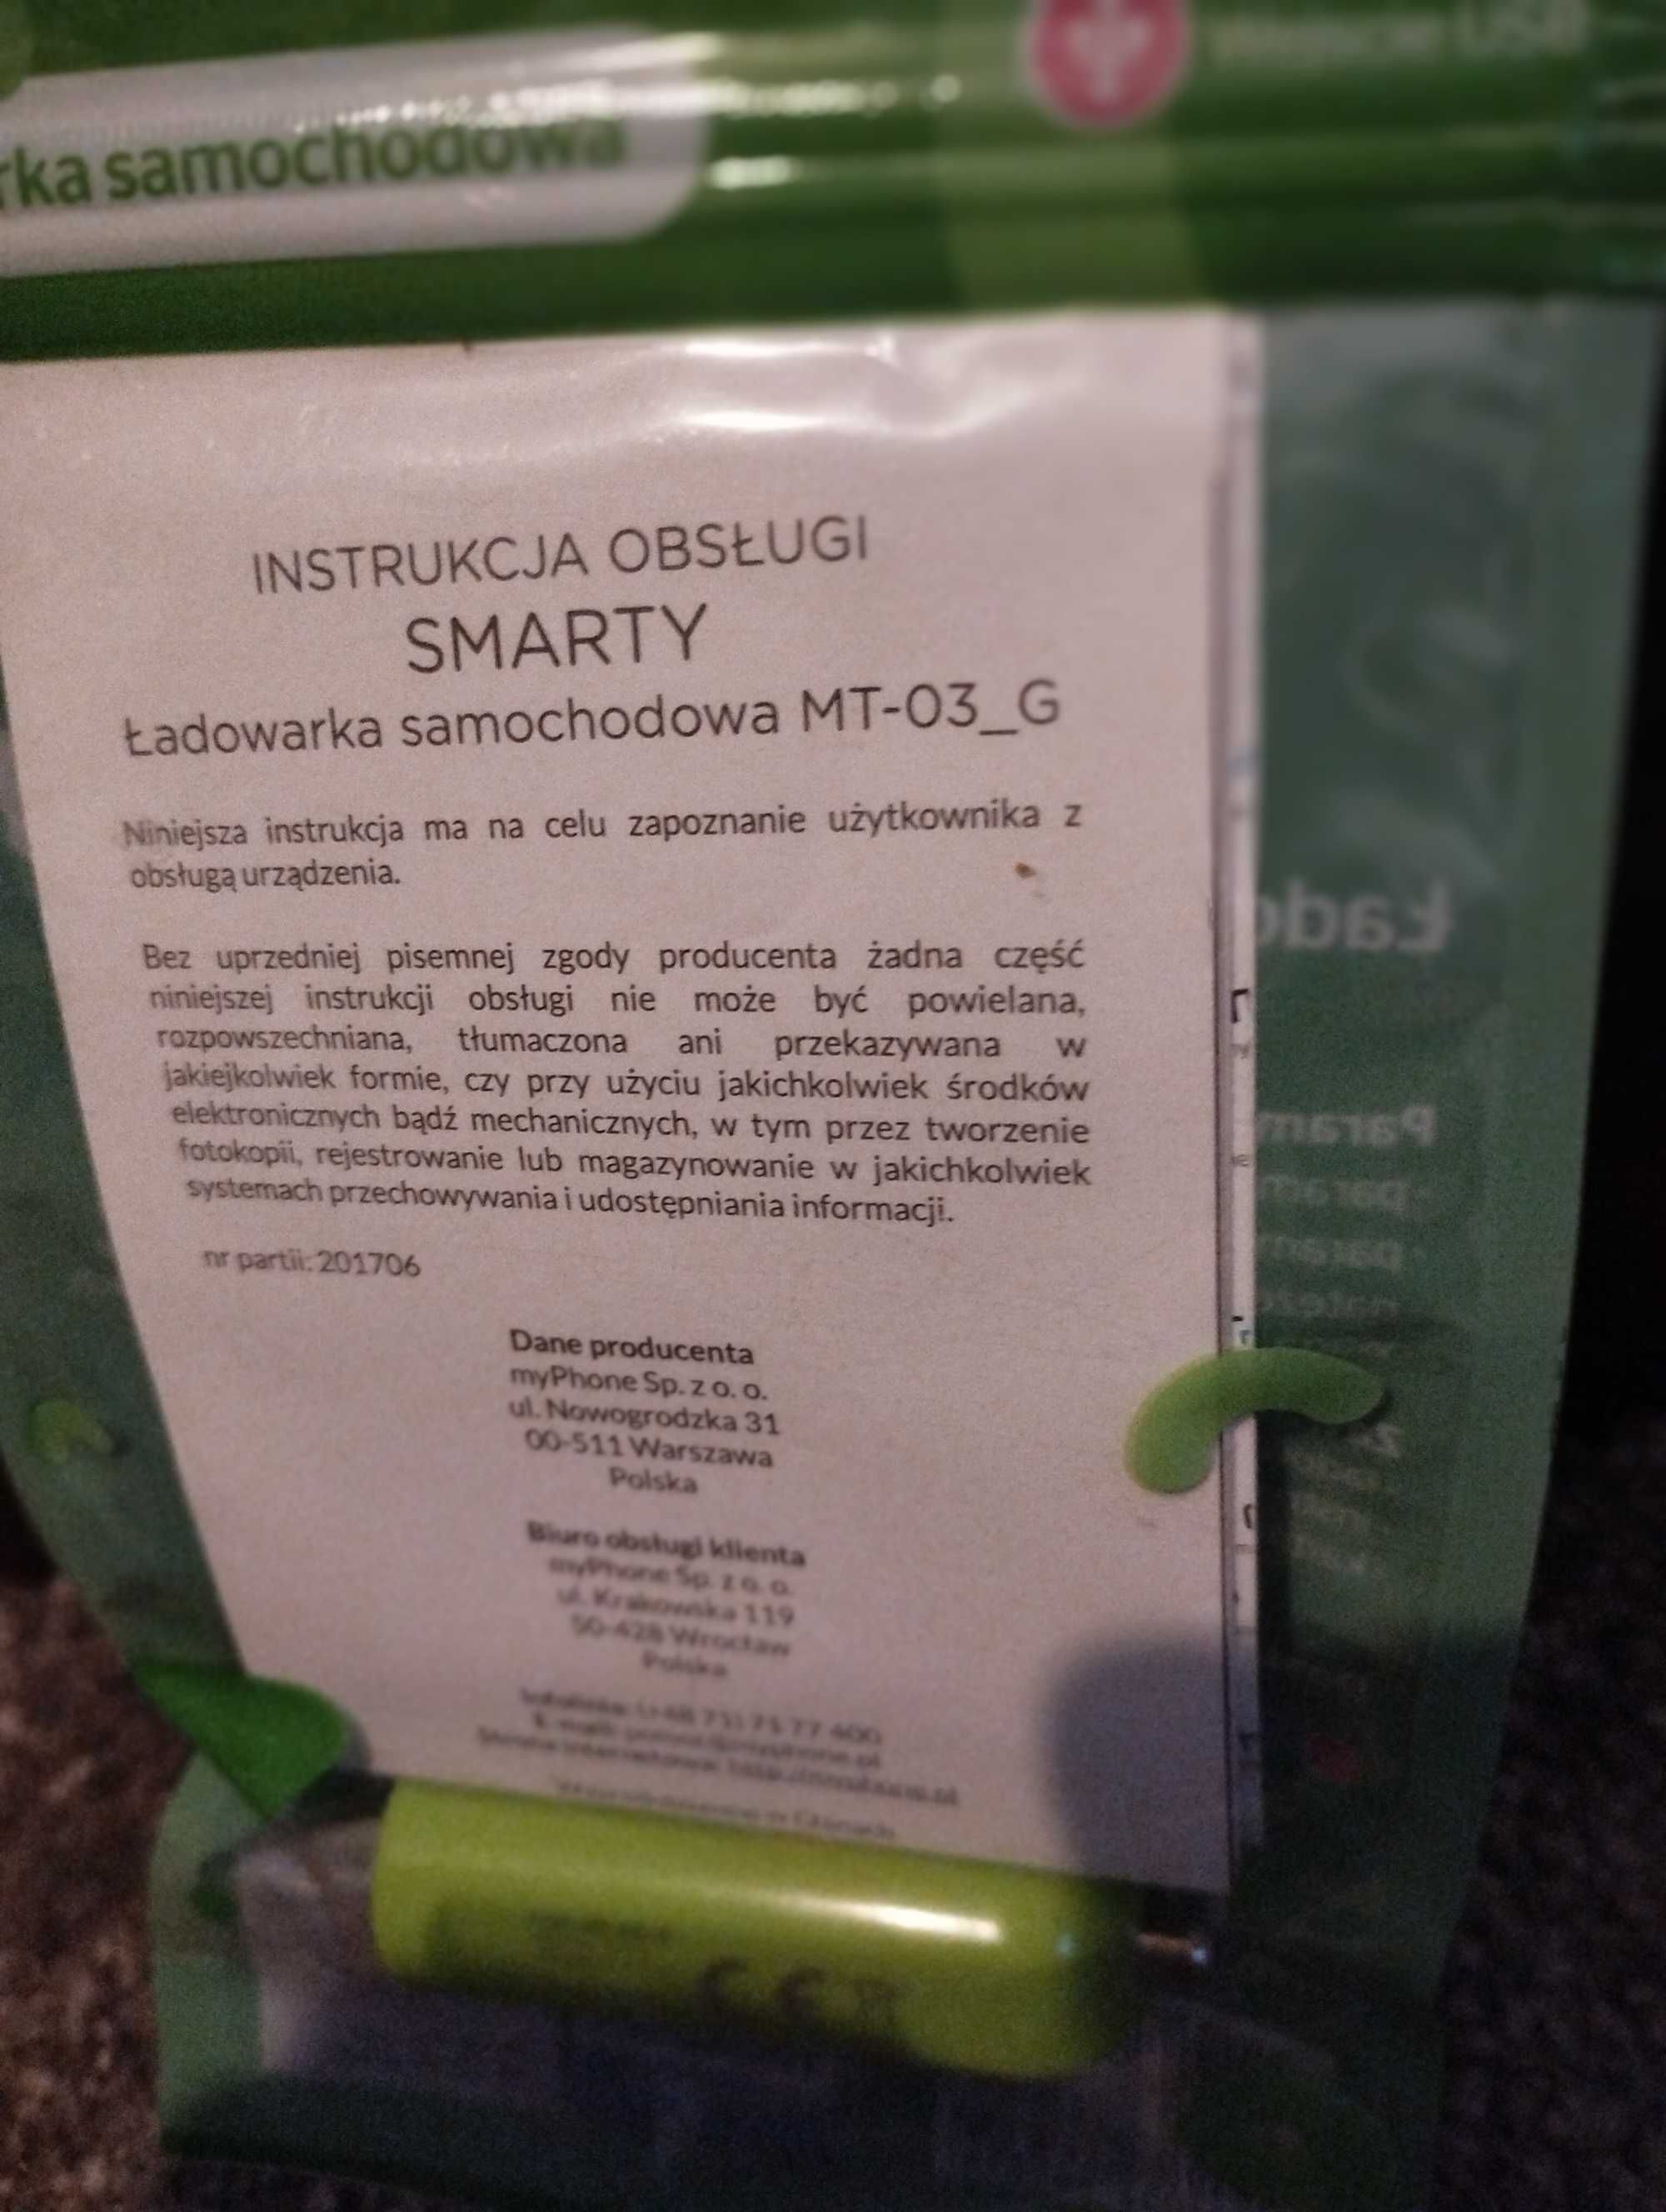 samochodowa
INSTRUKCJA OBSŁUGI
SMARTY
Ładowarka samochodowa MT-03_G
Niniejsza instrukcja ma na celu zapoznanie użytkownika z
obsługą urządzenia.
Bez uprzedniej pisemnej zgody producenta żadna część
niniejszej instrukcji obsługi nie może być powielana,
rozpowszechniana, tłumaczona ani przekazywana w
jakiejkolwiek formie, czy przy użyciu jakichkolwiek środków
elektronicznych bądź mechanicznych, w tym przez tworzenie
fotokopii, rejestrowanie lub magazynowanie w jakichkolwiek
systemach przechowywania i udostępniania informacji.
nr partii: 201706
Dane producenta
myPhone Sp. z o. o.
ul. Nowogrodzka 31
00-511 Warszawa
Polska
Biuro obsługi klienta
myPhone Sp. z o. o.
ul. Krakowska 119
50-428 Wrocław
Polska